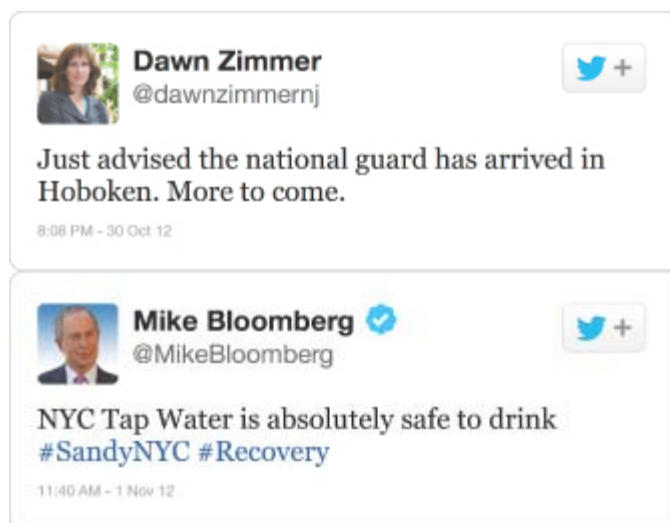 Dawn Zimmer
@dawnzimmernj
+
Just advised the national guard has arrived in
Hoboken. More to come.
8:08 PM - 30 Oct 12
Mike Bloomberg
@MikeBloomberg
+
NYC Tap Water is absolutely safe to drink
#SandyNYC #Recovery
11:40 AM - 1 Nov 12